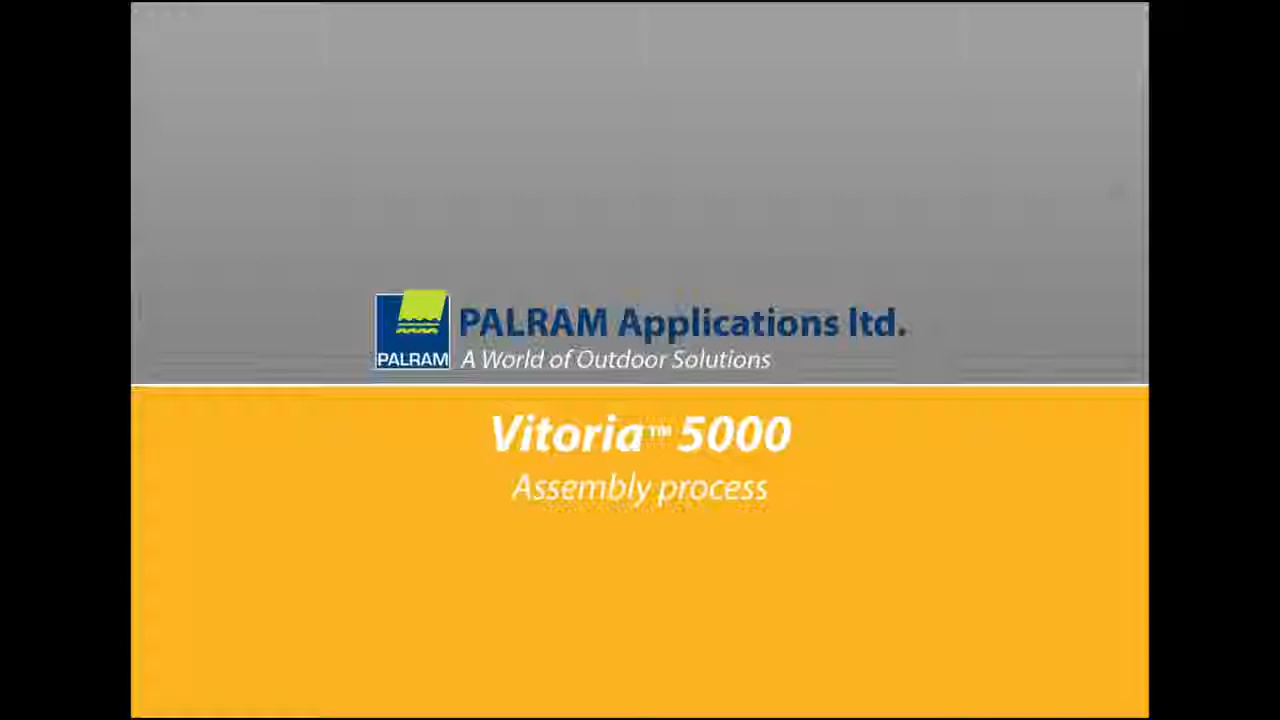 PALRAM
PALRAM Applications ltd.
A World of Outdoor Solutions
Vitoria™ 5000
Assembly process